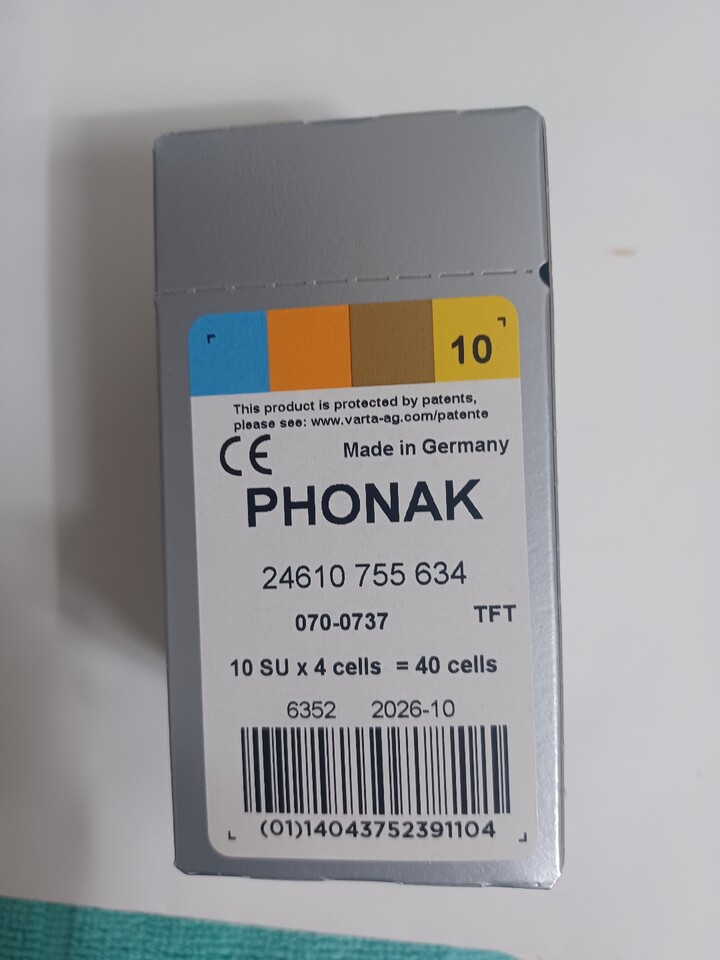 10
This product is protected by patents,
please see: www.varta-ag.com/patente
CE Made in Germany
PHONAK
24610 755 634
070-0737 TFT
10 SU x 4 cells = 40 cells
6352 2026-10
(01)14043752391104